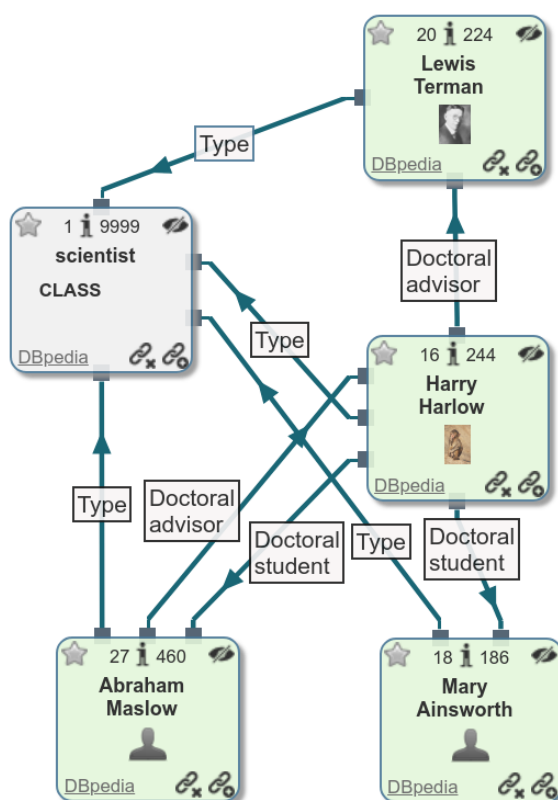 20 224
Lewis
Terman
DBpedia
Type
1 9999
scientist
CLASS
DBpedia
Doctoral
advisor
Type
16 244
Harry
Harlow
DBpedia
Type
Doctoral
advisor
Doctoral
student
Type
Doctoral
student
27 460
Abraham
Maslow
DBpedia
18 186
Mary
Ainsworth
DBpedia